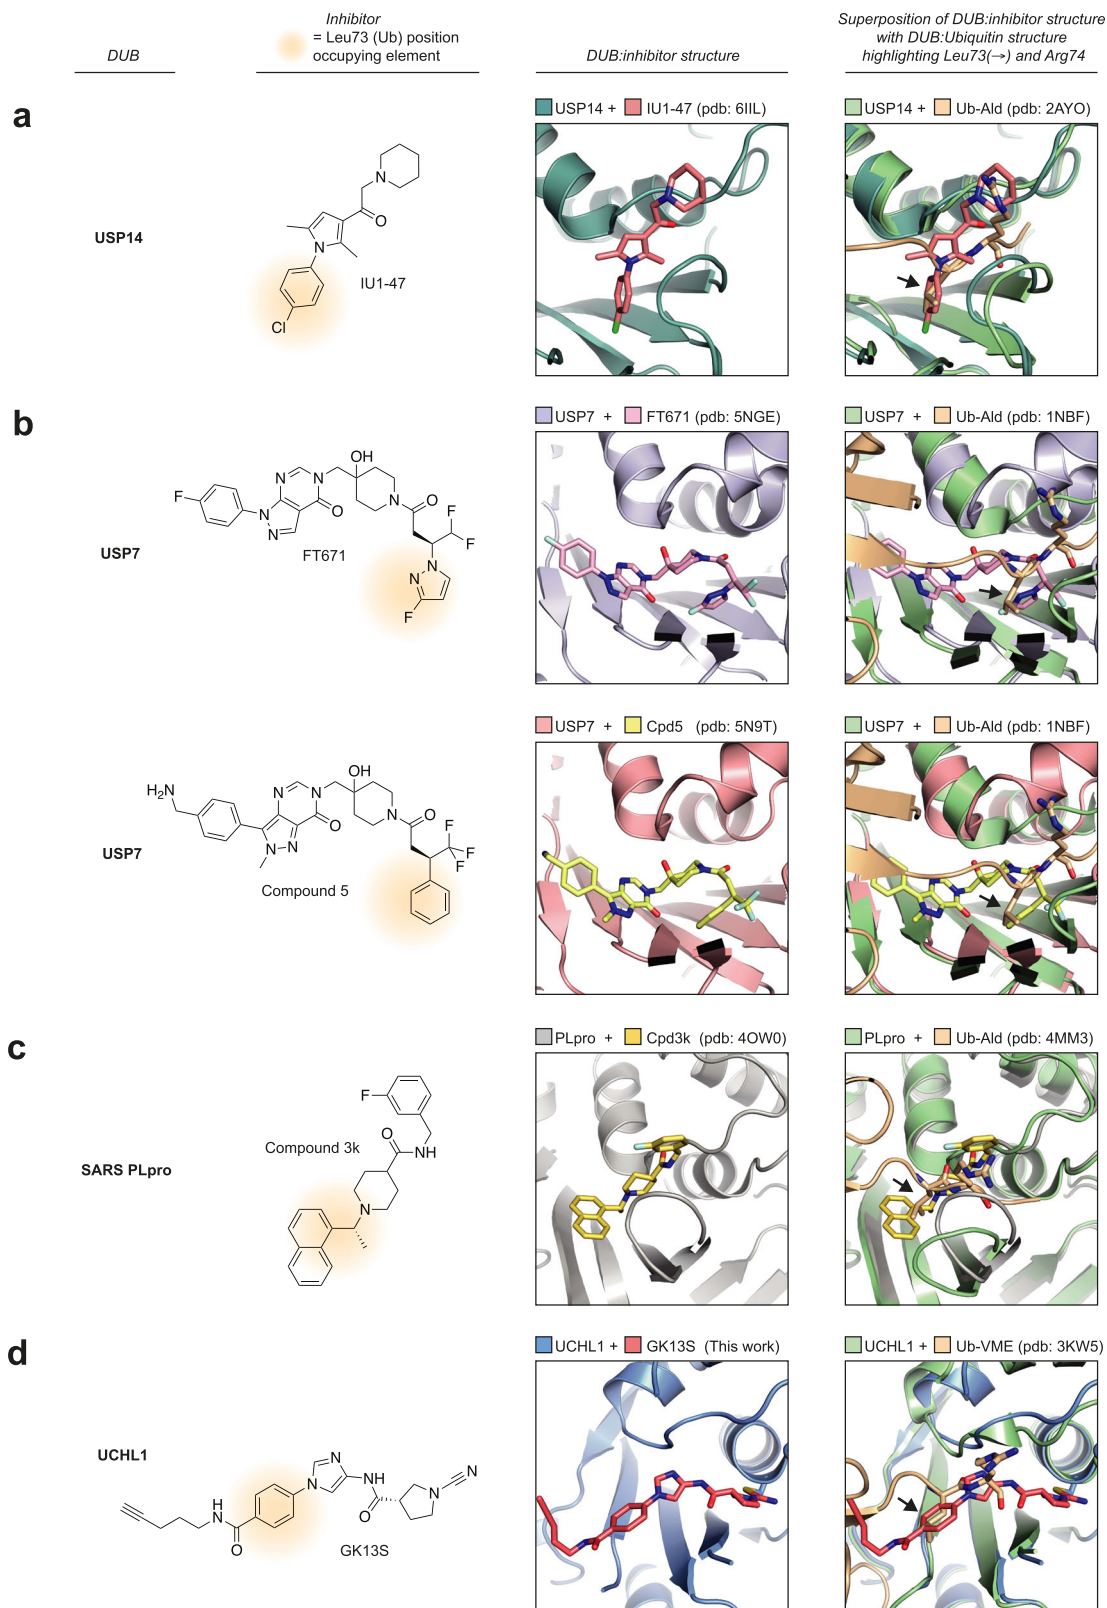 DUB
Inhibitor
= Leu73 (Ub) position
occupying element
DUB:inhibitor structure
Superposition of DUB:inhibitor structure
with DUB:Ubiquitin structure
highlighting Leu73(→) and Arg74
a
USP14 + IU1-47 (pdb: 6IIL)
USP14 + Ub-Ald (pdb: 2AYO)
USP14
N
O
N
Cl
IU1-47
b
USP7 + FT671 (pdb: 5NGE)
USP7 + Ub-Ald (pdb: 1NBF)
USP7
OH
N
N
F
N
N
O
N
O
F
F
N
N
F
FT671
USP7 + Cpd5 (pdb: 5N9T)
USP7 + Ub-Ald (pdb: 1NBF)
USP7
OH
H2N
N
N
N
O
O
N
N
F
F
F
Compound 5
c
PLpro + Cpd3k (pdb: 4OW0)
PLpro + Ub-Ald (pdb: 4MM3)
SARS PLpro
F
O
NH
N
Compound 3k
d
UCHL1 + GK13S (This work)
UCHL1 + Ub-VME (pdb: 3KW5)
UCHL1
N
N
NH
N
N
O
H
N
O
GK13S